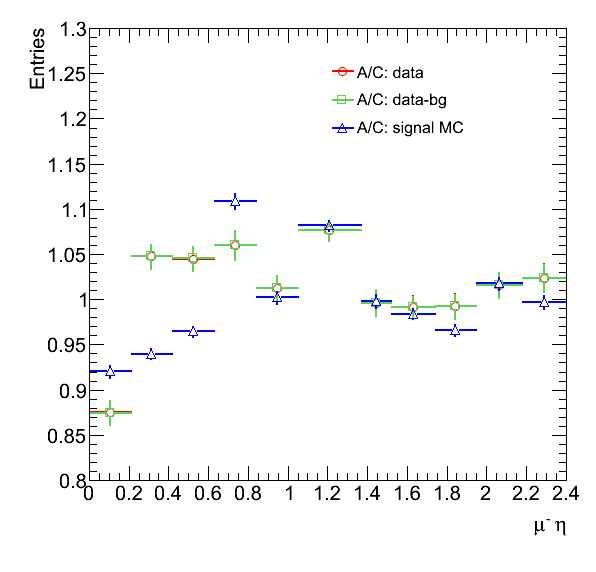 Entries
1.3
1.25
1.2
1.15
1.1
1.05
1
0.95
0.9
0.85
0.8
A/C: data
A/C: data-bg
A/C: signal MC
0 0.2 0.4 0.6 0.8 1 1.2 1.4 1.6 1.8 2 2.2 2.4
μ⁻ η